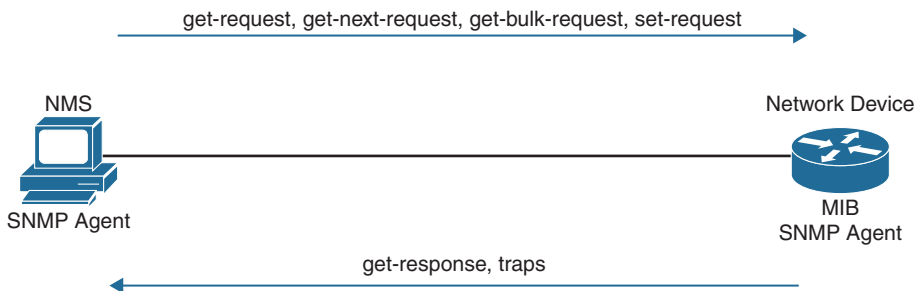 get-request, get-next-request, get-bulk-request, set-request
NMS
Network Device
SNMP Agent
MIB
SNMP Agent
get-response, traps